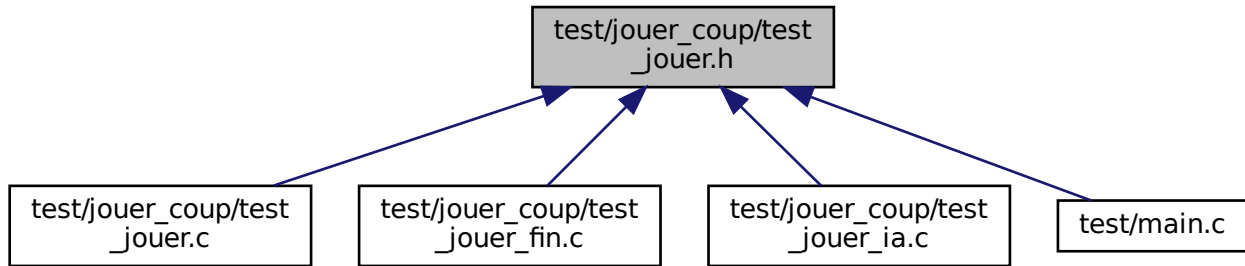 test/jouer_coup/test
_jouer.h
test/jouer_coup/test
_jouer.c
test/jouer_coup/test
_jouer_fin.c
test/jouer_coup/test
_jouer_ia.c
test/main.c